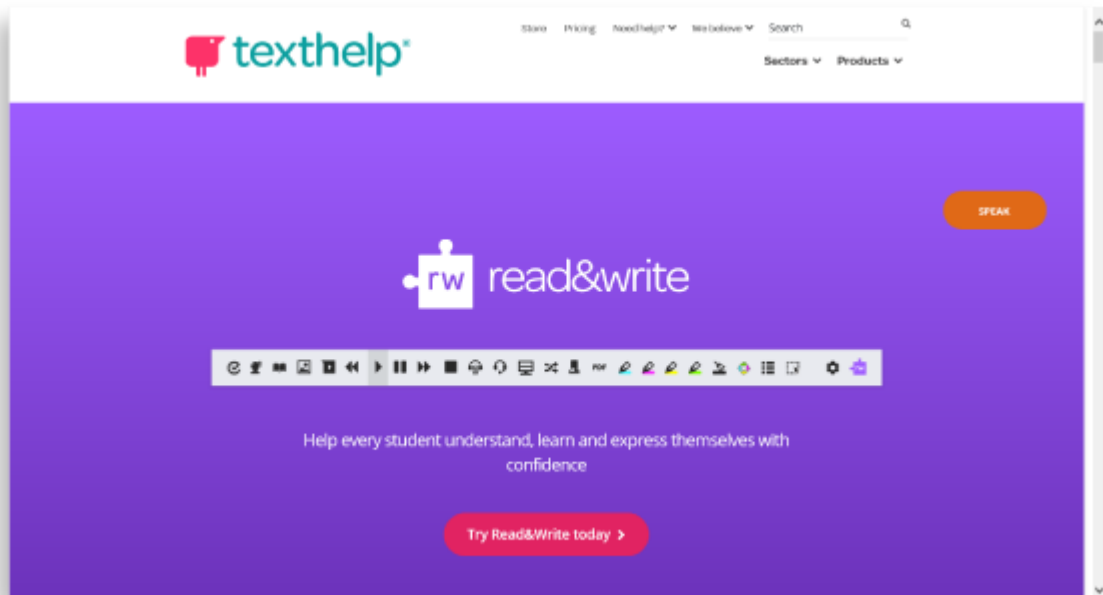 texthelp®
Store Pricing Need help? We believe Search
Sectors Products
SPEAK
rw read&write
PDF
Help every student understand, learn and express themselves with
confidence
Try Read&Write today